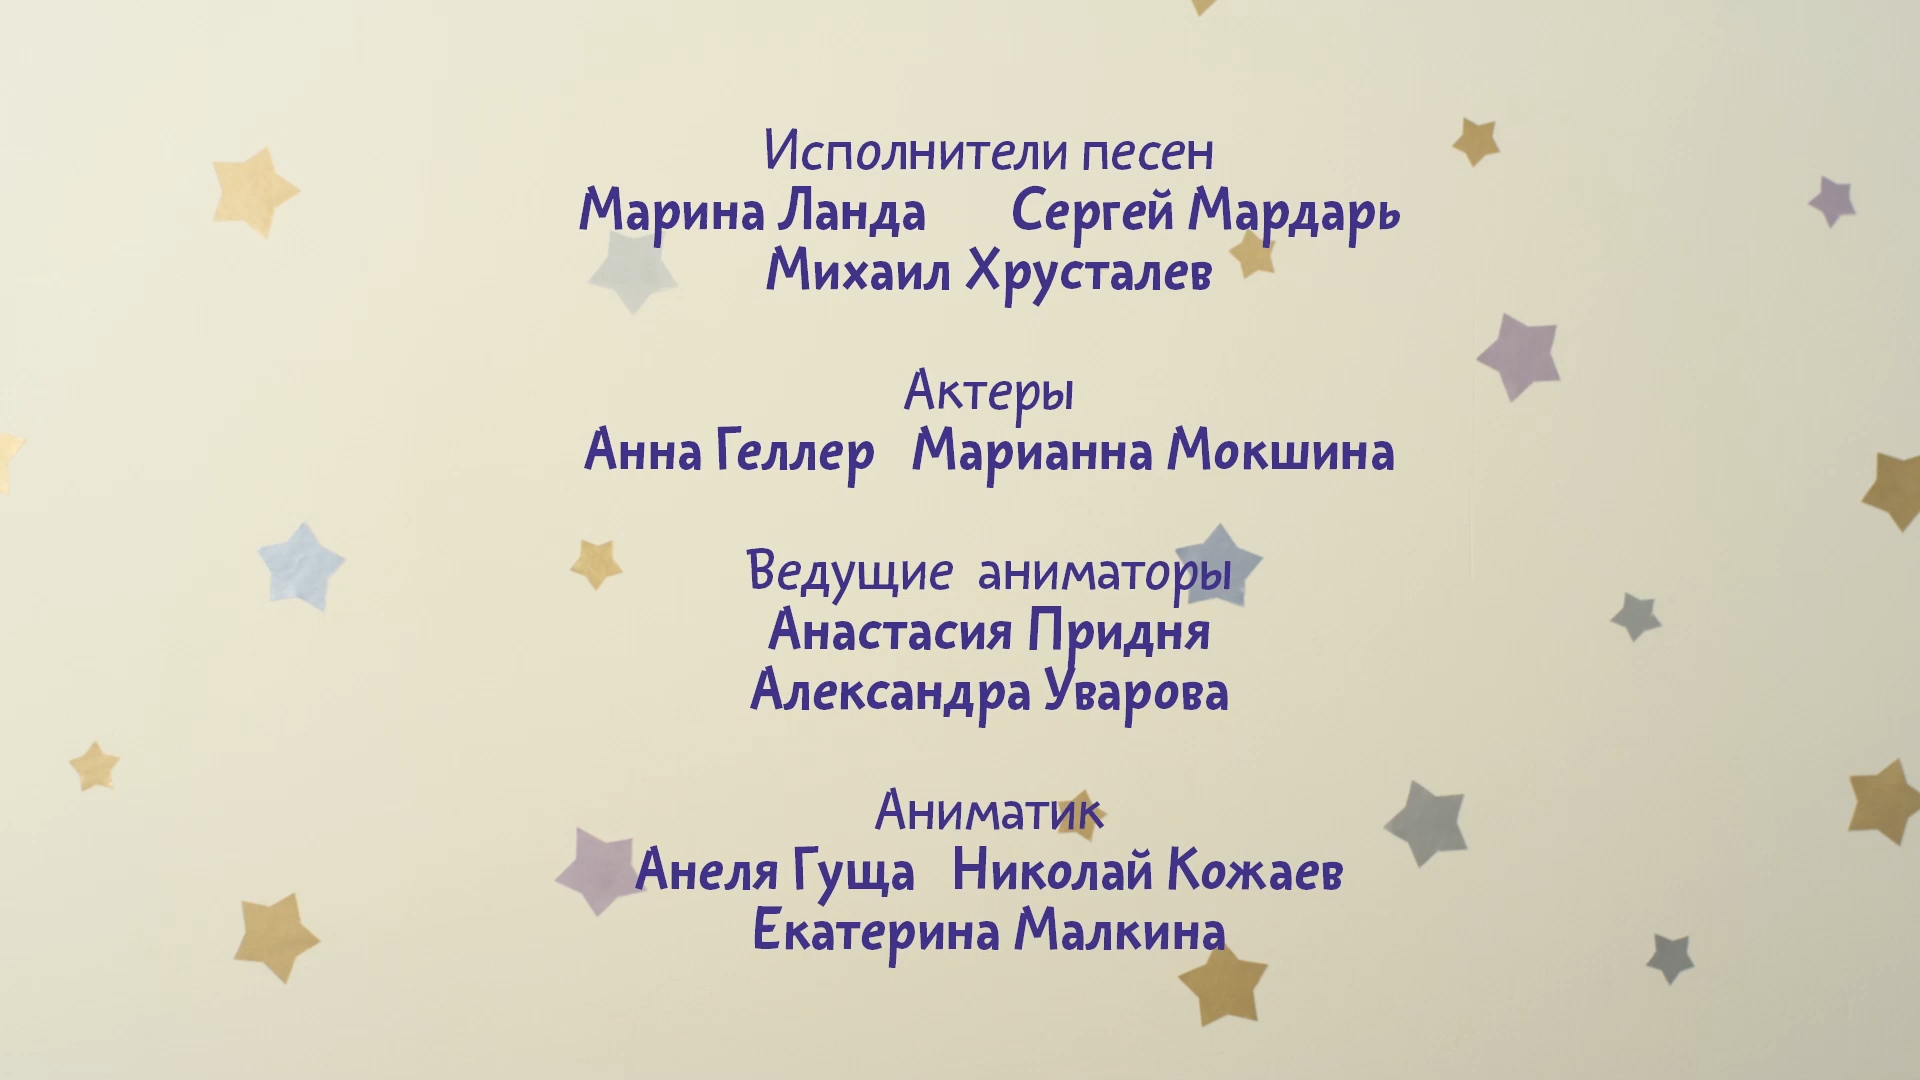 Исполнители песен
Марина Ланда Сергей Мардарь
Михаил Хрусталев
Актеры
Анна Геллер Марианна Мокшина
Ведущие аниматоры
Анастасия Придня
Александра Уварова
Аниматик
Анеля Гуща Николай Кожаев
Екатерина Малкина